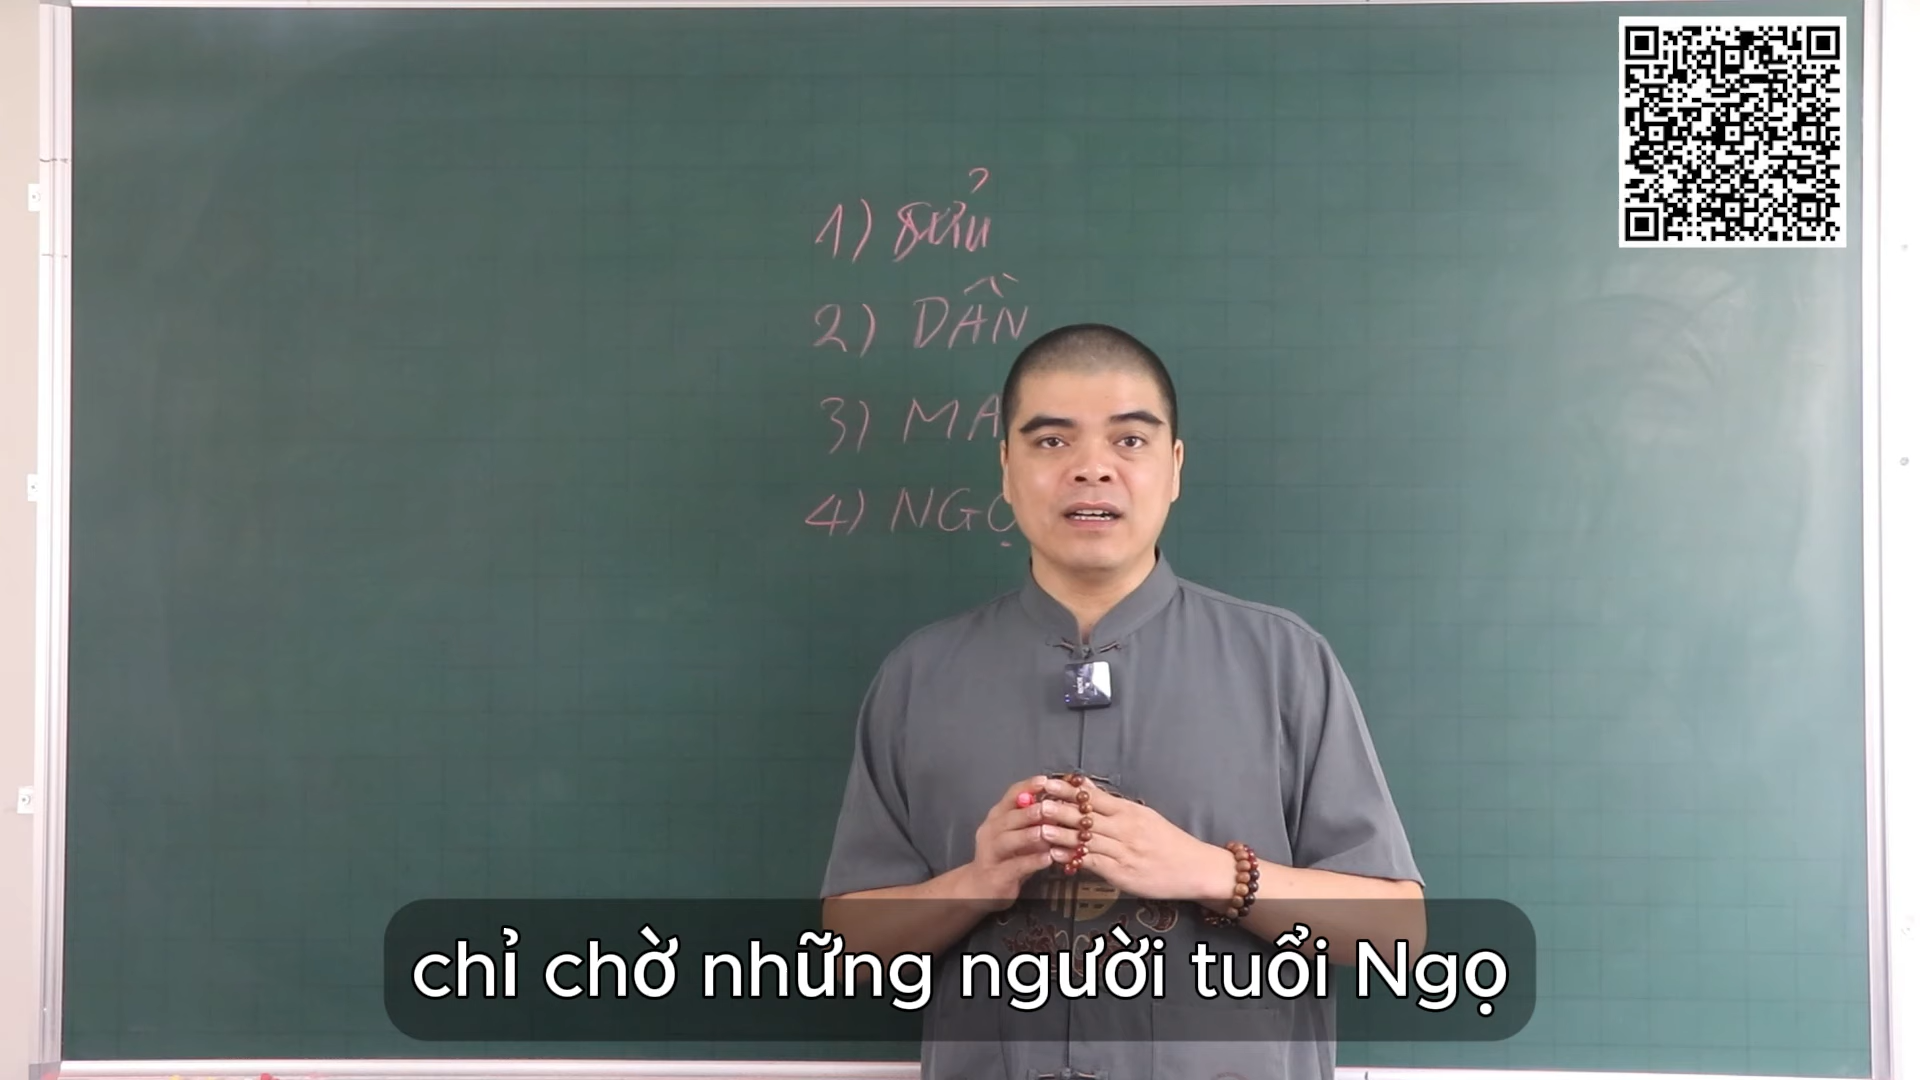 1) SỬU
2) DẦN
3) MA
4) NGỌ
chỉ chờ những người tuổi Ngọ